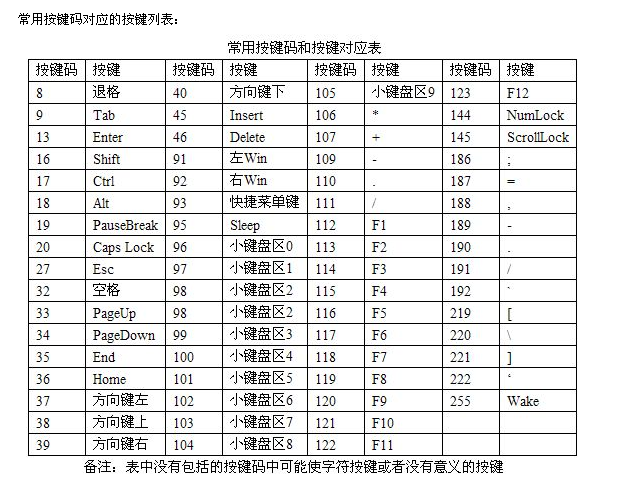 常用按键码对应的按键列表：
常用按键码和按键对应表
按键码 按键 按键码 按键 按键码 按键 按键码 按键
8 退格 40 方向键下 105 小键盘区9 123 F12
9 Tab 45 Insert 106 * 144 NumLock
13 Enter 46 Delete 107 + 145 ScrollLock
16 Shift 91 左Win 109 - 186 ;
17 Ctrl 92 右Win 110 . 187 =
18 Alt 93 快捷菜单键 111 / 188 ,
19 PauseBreak 95 Sleep 112 F1 189 -
20 Caps Lock 96 小键盘区0 113 F2 190 .
27 Esc 97 小键盘区1 114 F3 191 /
32 空格 98 小键盘区2 115 F4 192 `
33 PageUp 98 小键盘区2 116 F5 219 [
34 PageDown 99 小键盘区3 117 F6 220 \
35 End 100 小键盘区4 118 F7 221 ]
36 Home 101 小键盘区5 119 F8 222 ‘
37 方向键左 102 小键盘区6 120 F9 255 Wake
38 方向键上 103 小键盘区7 121 F10
39 方向键右 104 小键盘区8 122 F11
备注：表中没有包括的按键码中可能使字符按键或者没有意义的按键